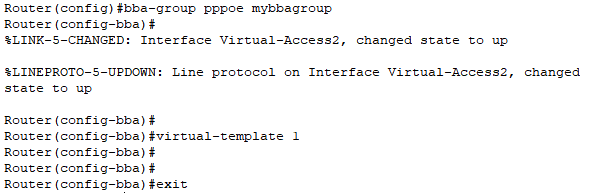 Router(config)#bba-group pppoe mybbagroup
Router(config-bba)#
%LINK-5-CHANGED: Interface Virtual-Access2, changed state to up
%LINEPROTO-5-UPDOWN: Line protocol on Interface Virtual-Access2, changed
state to up
Router(config-bba)#
Router(config-bba)#virtual-template 1
Router(config-bba)#
Router(config-bba)#
Router(config-bba)#exit